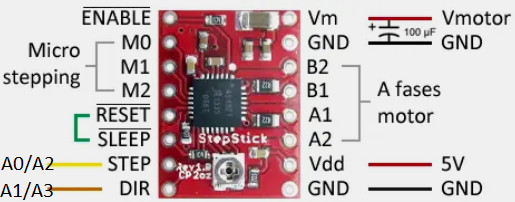 ENABLE Vm Vmotor
M0 GND 100 µF GND
Micro stepping M1 B2
M2 B1 A fases motor
RESET A1
SLEEP StepStick A2
A0/A2 STEP Vdd 5V
A1/A3 DIR GND GND